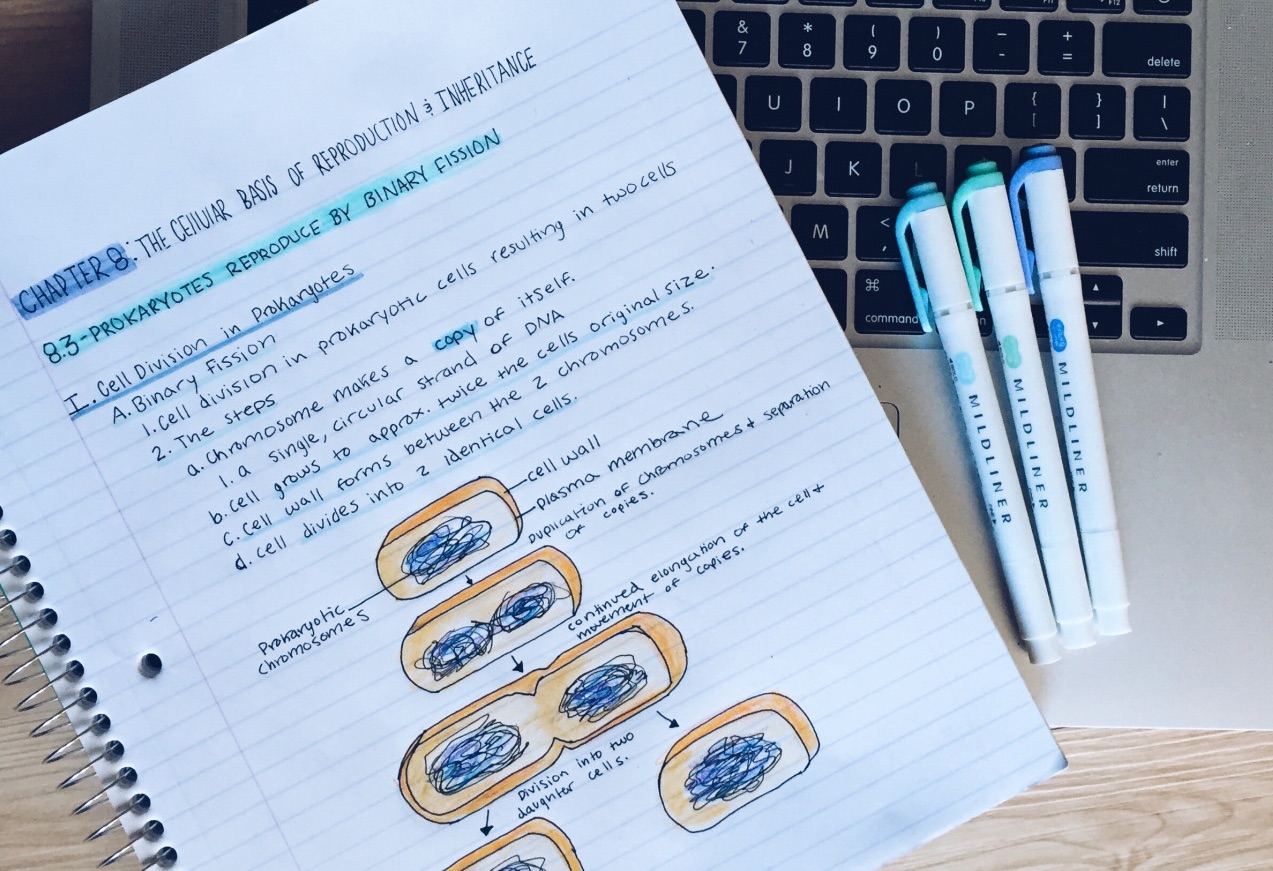 CHAPTER 8: THE CELLULAR BASIS OF REPRODUCTION & INHERITANCE
8.3-PROKARYOTES REPRODUCE BY BINARY FISSION
I. Cell Division in Prokaryotes
A. Binary fission
1. Cell division in prokaryotic cells resulting in two cells
2. The steps
a. chromosome makes a copy of itself.
1. a single, circular strand of DNA
b. cell grows to approx. twice the cells original size.
c. Cell wall forms between the 2 chromosomes.
d. cell divides into 2 identical cells.
cell wall
plasma membrane
Duplication of chromosomes & separation
of copies.
Prokaryotic
chromosomes
continued elongation of the cell &
movement of copies.
Division into two
daughter cells.
& * ( ) _ +
7 8 9 0 - = delete
U I O P { [ } ] | \
J K L enter return
M < , shift
⌘ command
MILDLINER
MILDLINER
MILDLINER